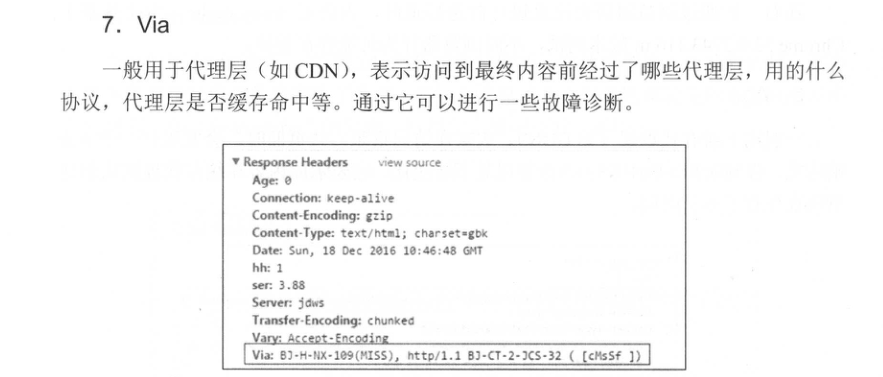 7. Via
一般用于代理层（如 CDN），表示访问到最终内容前经过了哪些代理层，用的什么
协议，代理层是否缓存命中等。通过它可以进行一些故障诊断。
▼ Response Headers view source
Age: 0
Connection: keep-alive
Content-Encoding: gzip
Content-Type: text/html; charset=gbk
Date: Sun, 18 Dec 2016 10:46:48 GMT
hh: 1
ser: 3.88
Server: jdws
Transfer-Encoding: chunked
Vary: Accept-Encoding
Via: BJ-H-NX-109(MISS), http/1.1 BJ-CT-2-JCS-32 ( [cMsSf ])